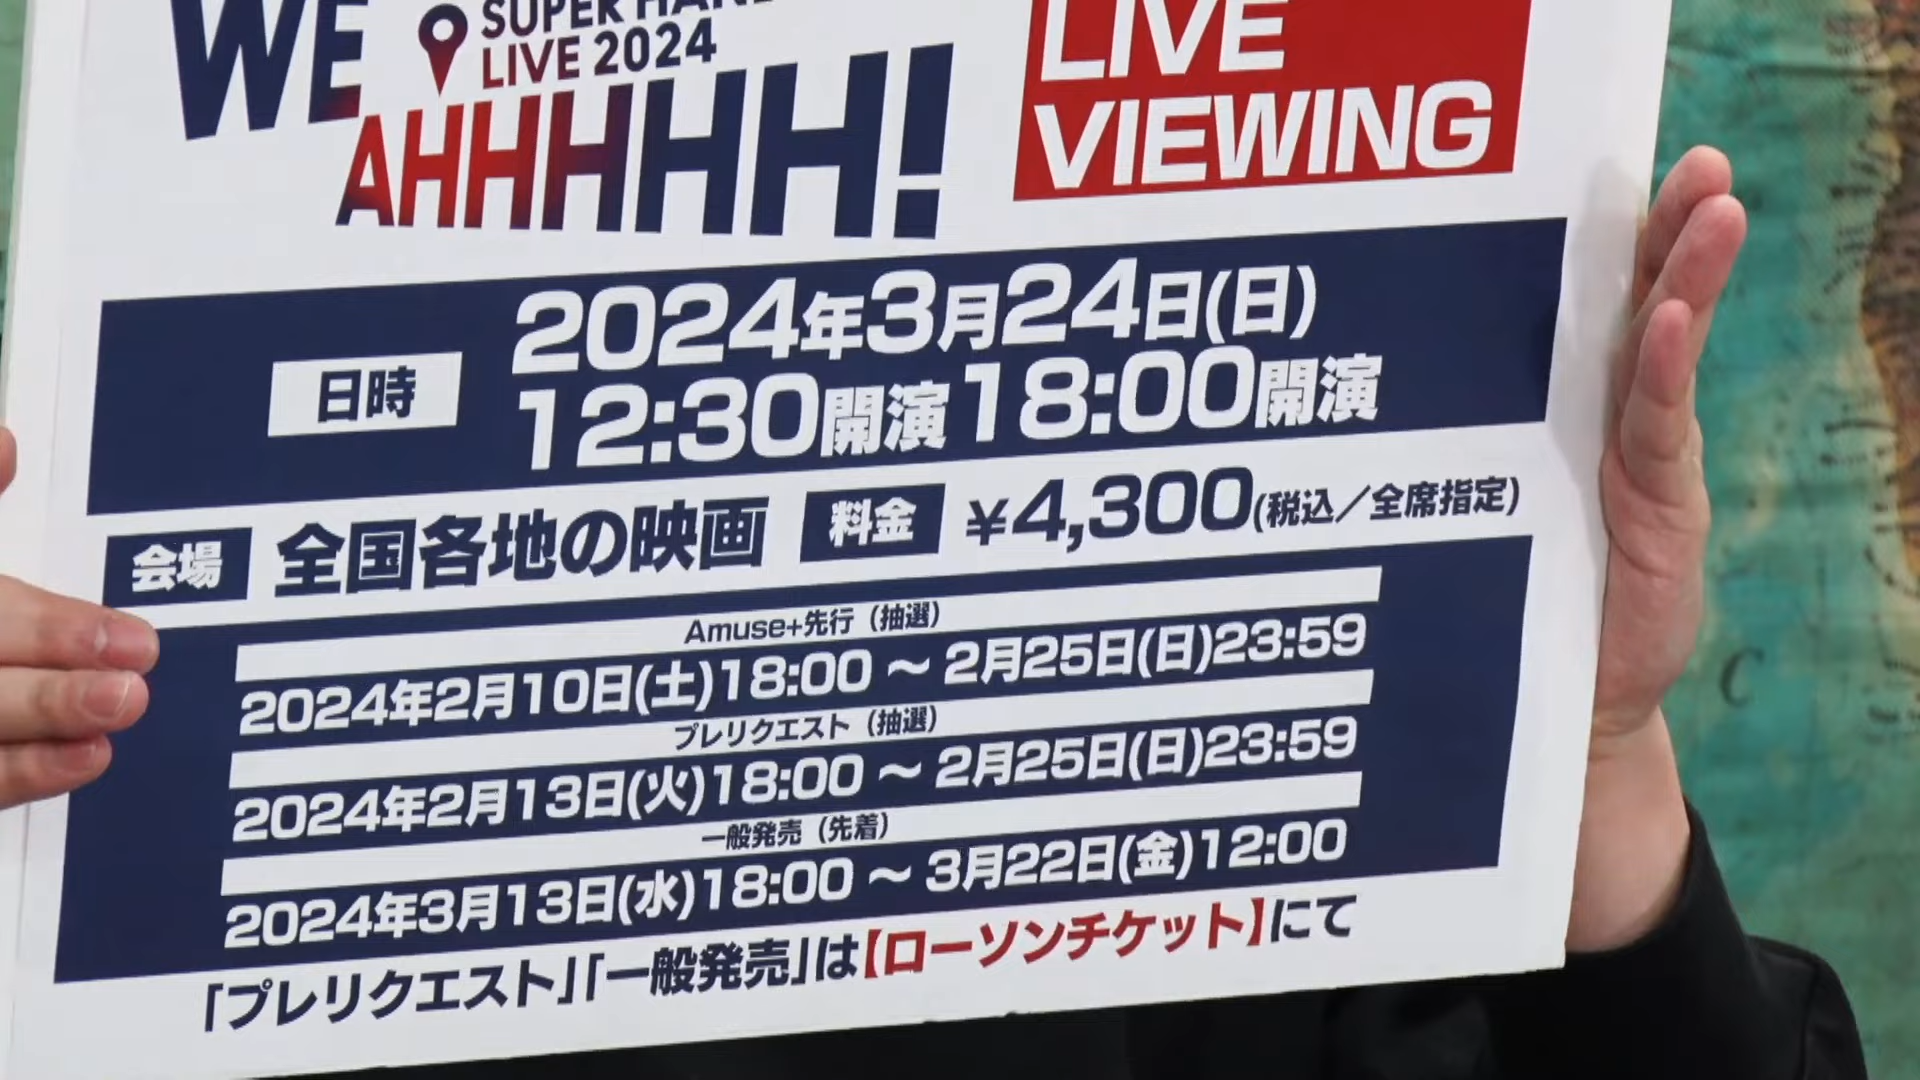 WE
SUPER HAN
LIVE 2024
AHHHHHH!
LIVE
VIEWING
日時
2024年3月24日(日)
12:30開演 18:00開演
会場 全国各地の映画 料金 ¥4,300(税込/全席指定)
Amuse+先行（抽選）
2024年2月10日(土)18:00 ～ 2月25日(日)23:59
プレリクエスト（抽選）
2024年2月13日(火)18:00 ～ 2月25日(日)23:59
一般発売（先着）
2024年3月13日(水)18:00 ～ 3月22日(金)12:00
「プレリクエスト」「一般発売」は【ローソンチケット】にて
C